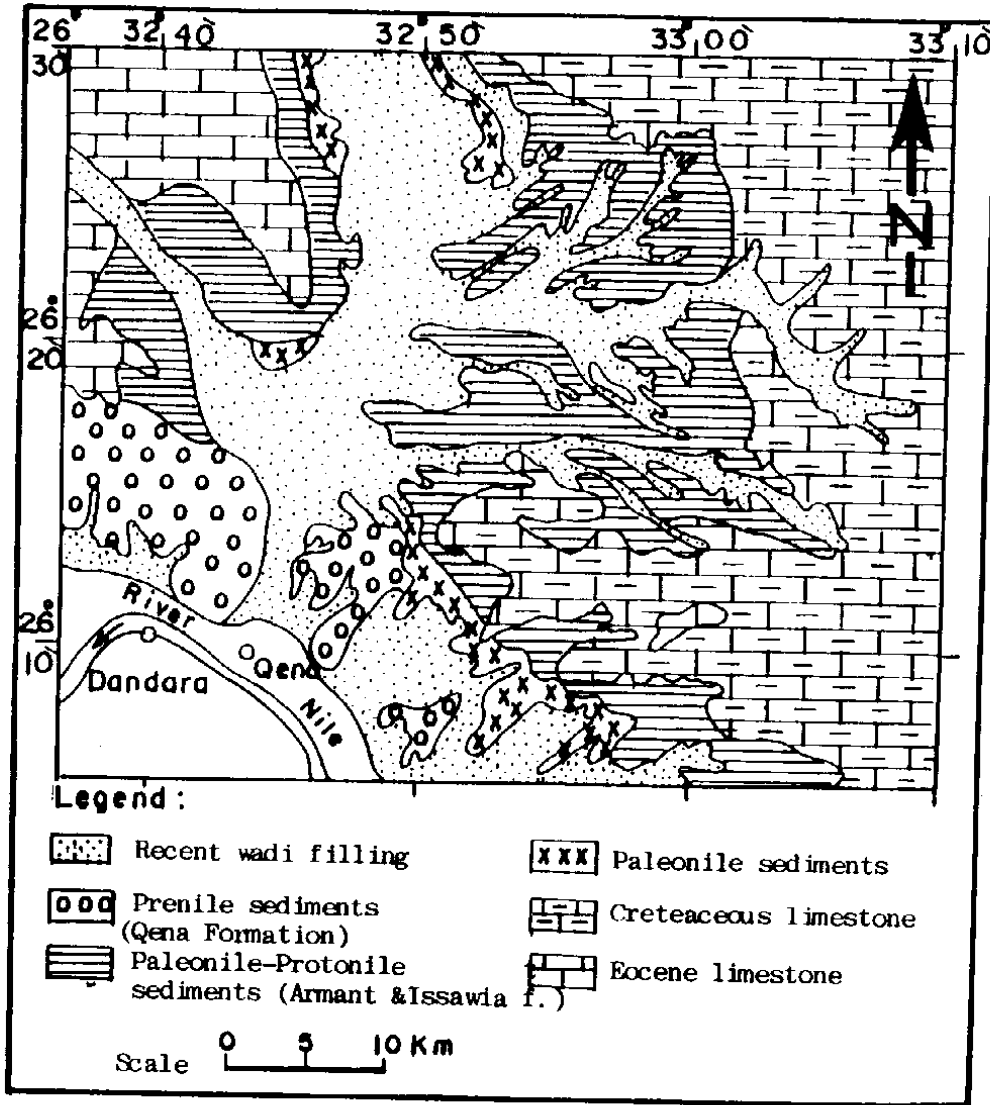 26° 32°40` 32°50` 33°00` 33°10`
30
N
26°
20
26°
10
River
Qena
Dandara
Nile
Legend :
Recent wadi filling
Prenile sediments
(Qena Formation)
Paleonile-Protonile
sediments (Armant &Issawia f.)
xxx Paleonile sediments
Creteaceous limestone
Eocene limestone
Scale 0 5 10 Km